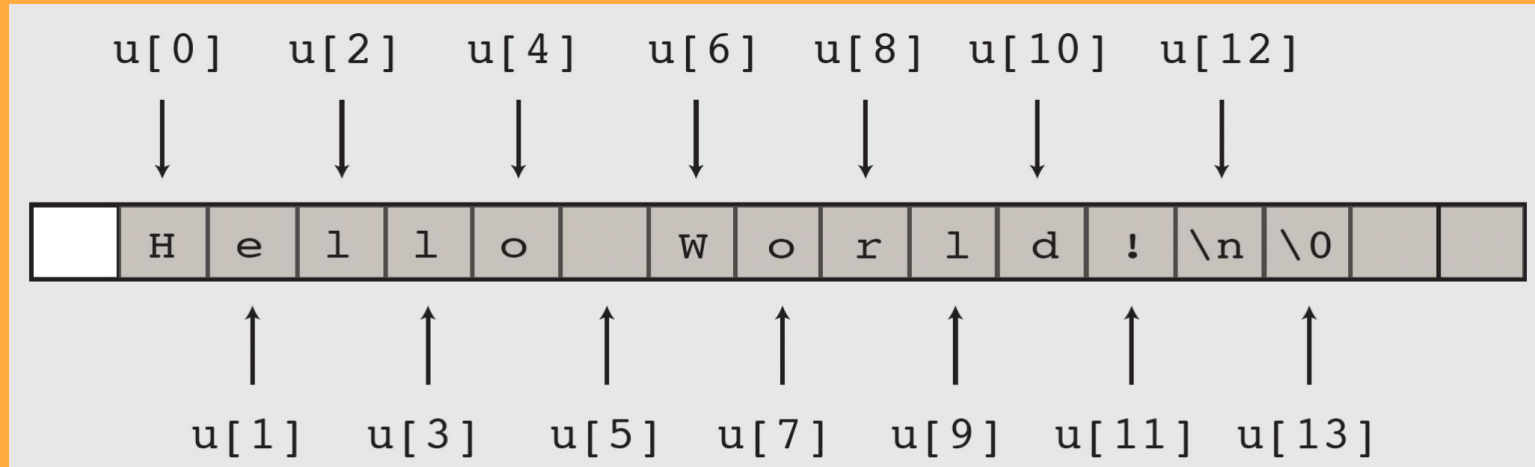 u[0] u[2] u[4] u[6] u[8] u[10] u[12]
H e l l o W o r l d ! \n \0
u[1] u[3] u[5] u[7] u[9] u[11] u[13]